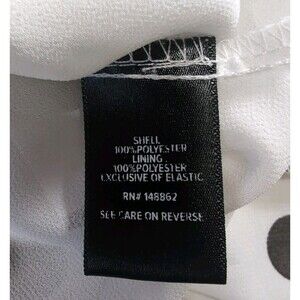 SHELL
100%POLYESTER
LINING
100%POLYESTER
EXCLUSIVE OF ELASTIC
RN# 148862
SEE CARE ON REVERSE